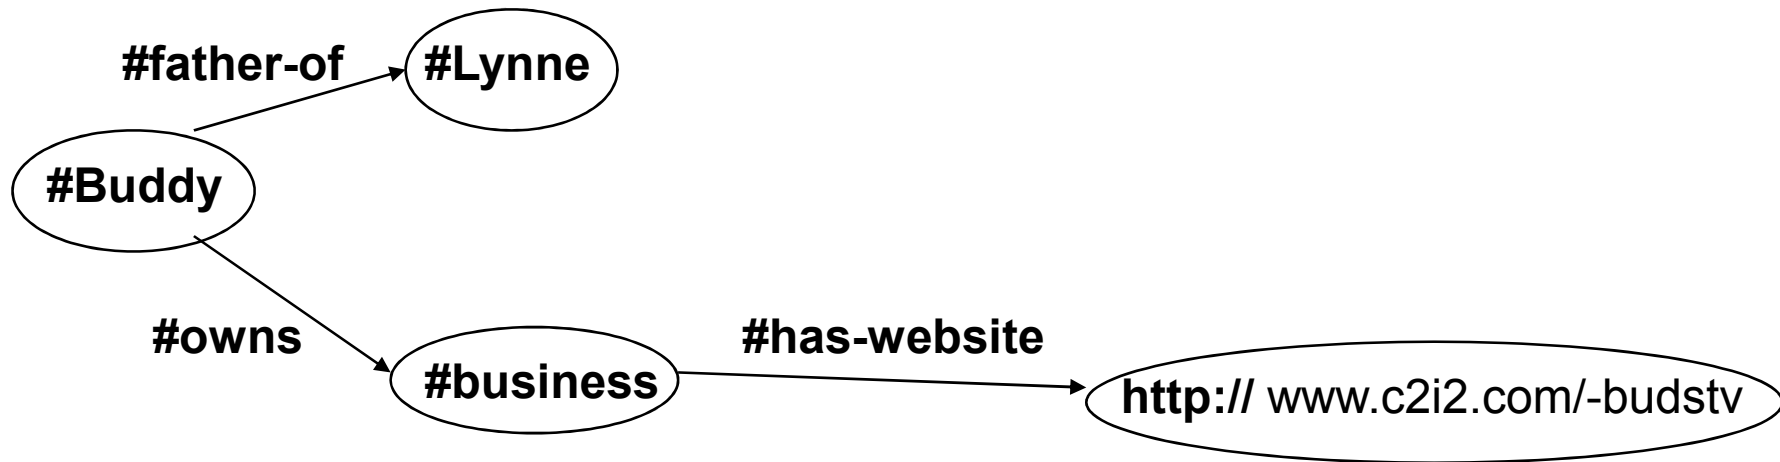 #father-of
#Lynne
#Buddy
#owns
#has-website
#business
http:// www.c2i2.com/-budstv